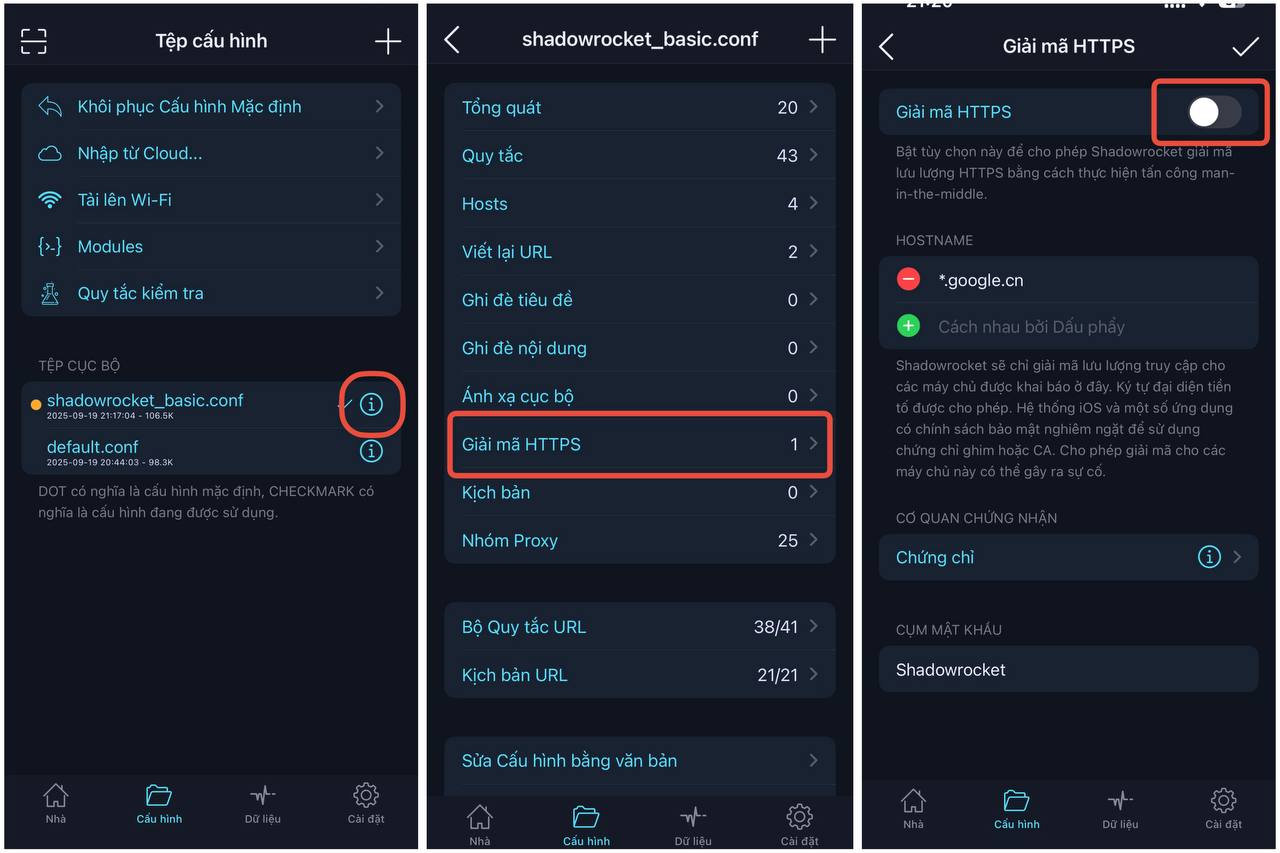 Tệp cấu hình
Khôi phục Cấu hình Mặc định
Nhập từ Cloud...
Tải lên Wi-Fi
Modules
Quy tắc kiểm tra
TỆP CỤC BỘ
shadowrocket_basic.conf
2025-09-19 21:17:04 - 106.5K
default.conf
2025-09-19 20:44:03 - 98.3K
DOT có nghĩa là cấu hình mặc định, CHECKMARK có
nghĩa là cấu hình đang được sử dụng.
Nhà
Cấu hình
Dữ liệu
Cài đặt
shadowrocket_basic.conf
Tổng quát 20
Quy tắc 43
Hosts 4
Viết lại URL 2
Ghi đè tiêu đề 0
Ghi đè nội dung 0
Ánh xạ cục bộ 0
Giải mã HTTPS 1
Kịch bản 0
Nhóm Proxy 25
Bộ Quy tắc URL 38/41
Kịch bản URL 21/21
Sửa Cấu hình bằng văn bản
Nhà
Cấu hình
Dữ liệu
Cài đặt
Giải mã HTTPS
Giải mã HTTPS
Bật tùy chọn này để cho phép Shadowrocket giải mã
lưu lượng HTTPS bằng cách thực hiện tấn công man-
in-the-middle.
HOSTNAME
*.google.cn
Cách nhau bởi Dấu phẩy
Shadowrocket sẽ chỉ giải mã lưu lượng truy cập cho
các máy chủ được khai báo ở đây. Ký tự đại diện tiền
tố được cho phép. Hệ thống iOS và một số ứng dụng
có chính sách bảo mật nghiêm ngặt để sử dụng
chứng chỉ ghim hoặc CA. Cho phép giải mã cho các
máy chủ này có thể gây ra sự cố.
CƠ QUAN CHỨNG NHẬN
Chứng chỉ
CỤM MẬT KHẨU
Shadowrocket
Nhà
Cấu hình
Dữ liệu
Cài đặt